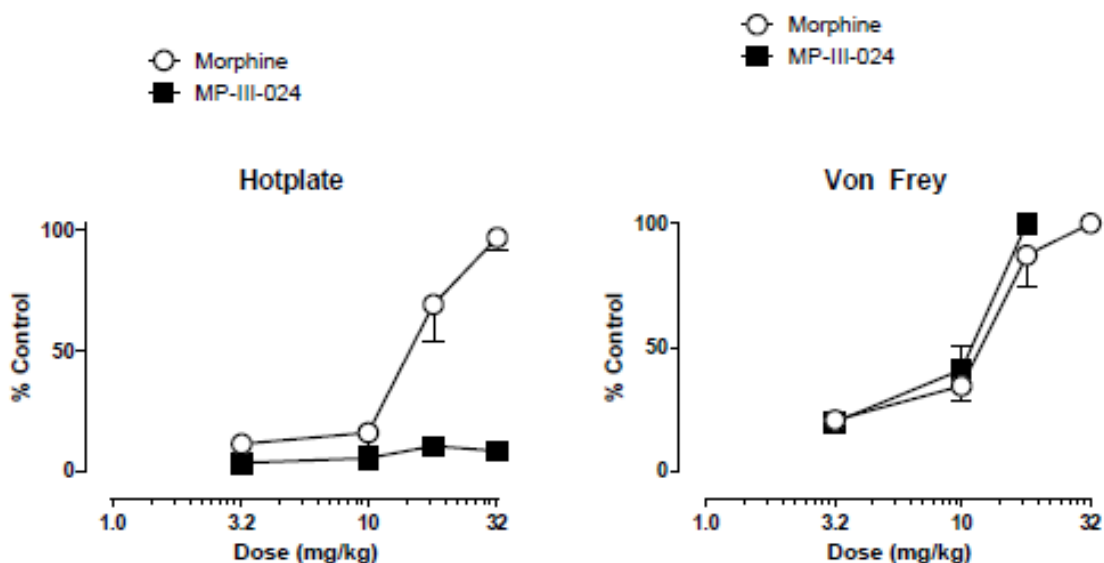 Morphine
MP-III-024
Hotplate
% Control
100
50
0
1.0 3.2 10 32
Dose (mg/kg)
Morphine
MP-III-024
Von Frey
% Control
100
50
0
1.0 3.2 10 32
Dose (mg/kg)